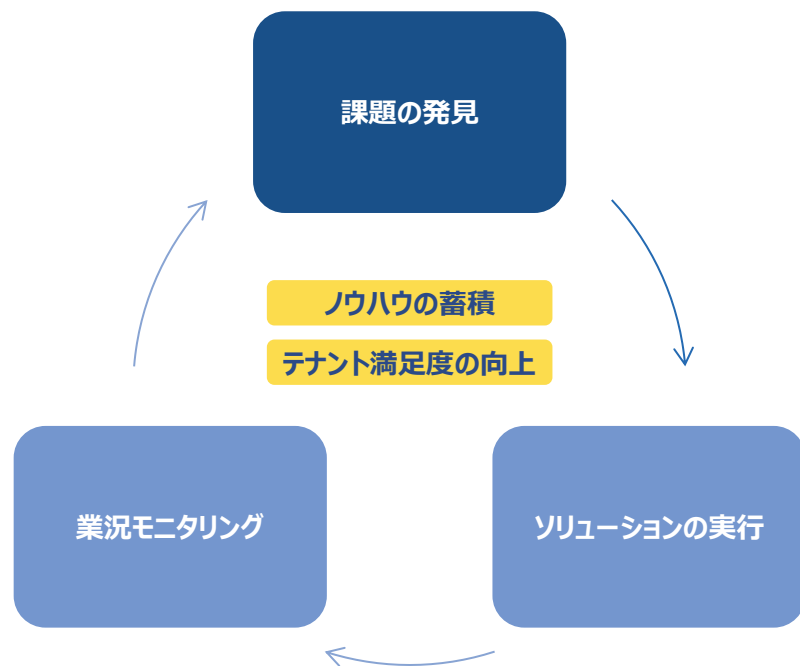 課題の発見
ノウハウの蓄積
テナント満足度の向上
業況モニタリング
ソリューションの実行